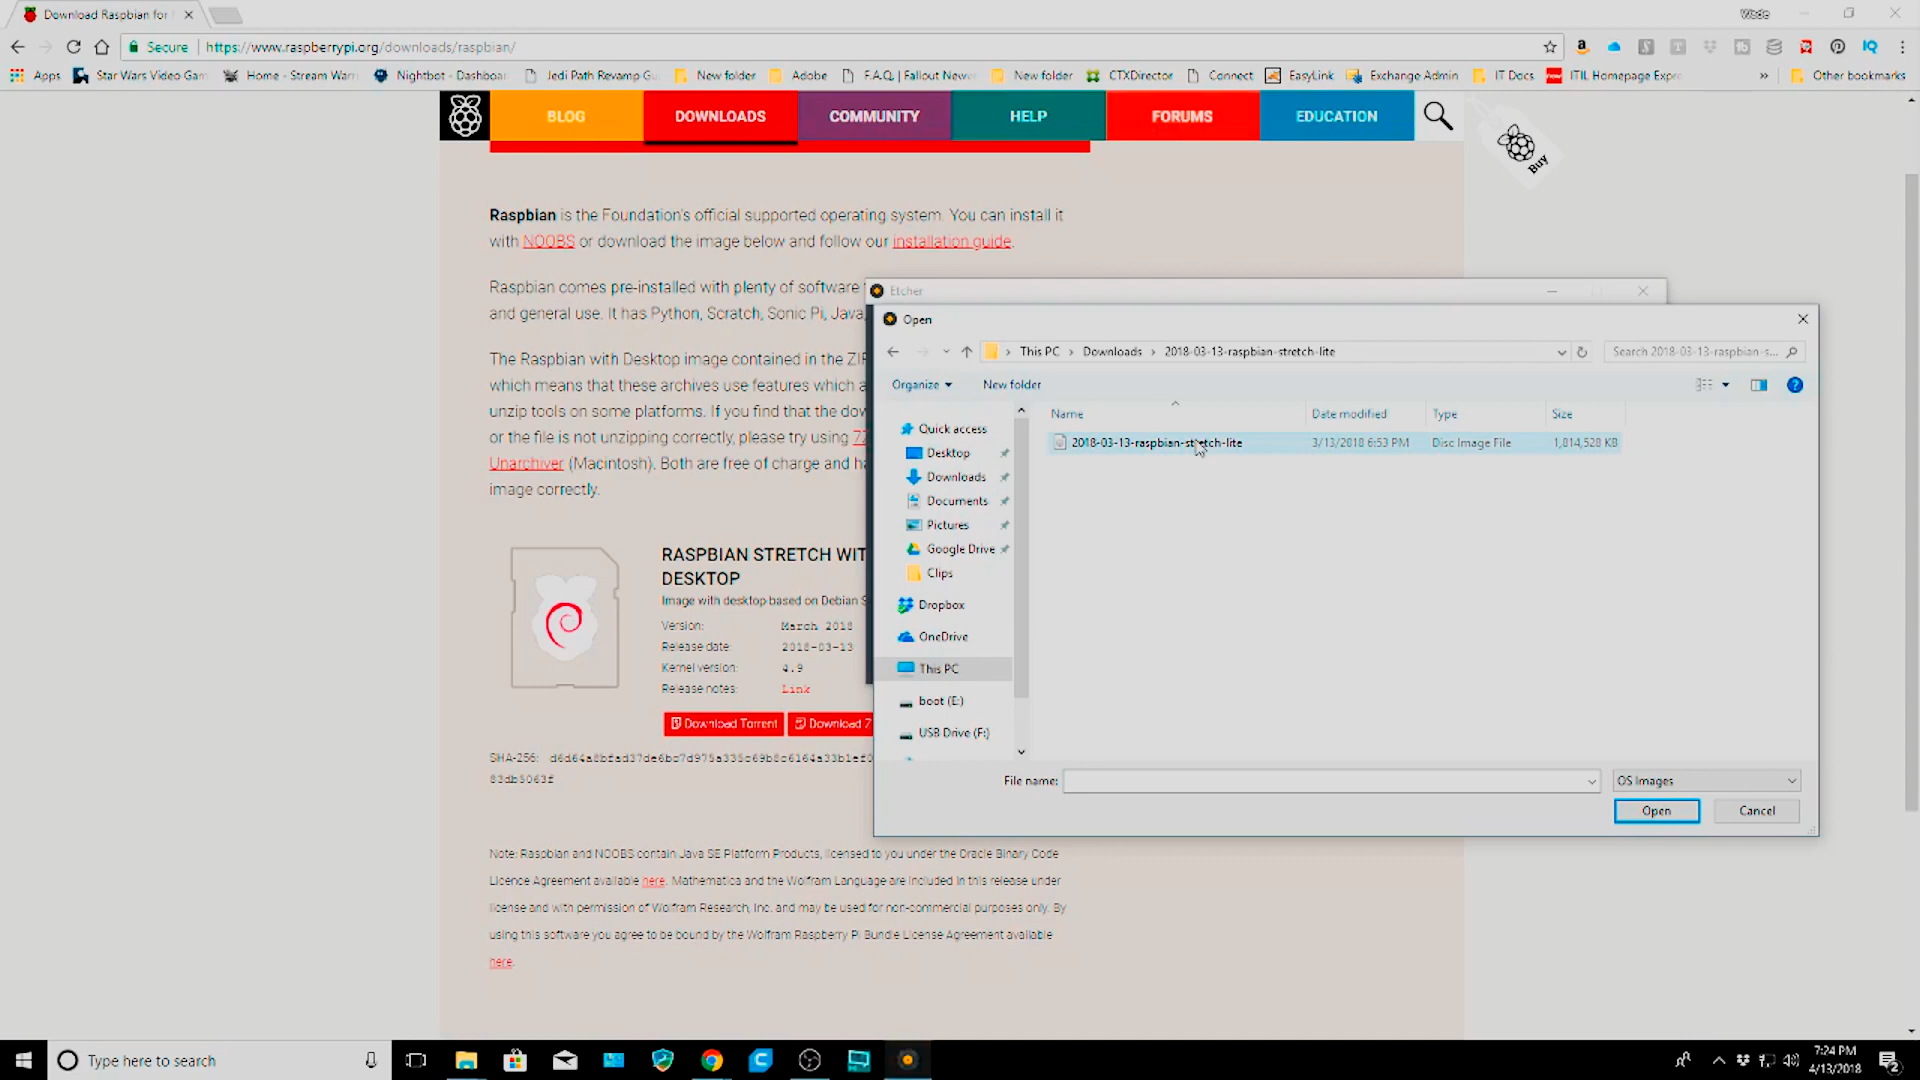 Download Raspbian for
Wade
Secure
https://www.raspberrypi.org/downloads/raspbian/
Apps
Star Wars Video Gam
Home - Stream Warr
Nightbot - Dashboar
Jedi Path Revamp Gu
New folder
Adobe
F.A.Q. | Fallout New
New folder
CTXDirector
Connect
EasyLink
Exchange Admin
IT Docs
ITIL Homepage Expr
»
Other bookmarks
BLOG
DOWNLOADS
COMMUNITY
HELP
FORUMS
EDUCATION
Buy
Raspbian is the Foundation's official supported operating system. You can install it
with NOOBS or download the image below and follow our installation guide.
Raspbian comes pre-installed with plenty of software
and general use. It has Python, Scratch, Sonic Pi, Java,
The Raspbian with Desktop image contained in the ZIP
which means that these archives use features which a
unzip tools on some platforms. If you find that the dow
or the file is not unzipping correctly, please try using 7Z
Unarchiver (Macintosh). Both are free of charge and ha
image correctly.
RASPBIAN STRETCH WIT
DESKTOP
Image with desktop based on Debian S
Version: March 2018
Release date: 2018-03-13
Kernel version: 4.9
Release notes: Link
Download Torrent
Download Z
SHA-256:
83db5063f
Note: Raspbian and NOOBS contain Java SE Platform Products, licensed to you under the Oracle Binary Code
Licence Agreement available here. Mathematica and the Wolfram Language are included in this release under
license and with permission of Wolfram Research, Inc. and may be used for non-commercial purposes only. By
using this software you agree to be bound by the Wolfram Raspberry Pi Bundle License Agreement available
here.
Etcher
Open
This PC > Downloads > 2018-03-13-raspbian-stretch-lite
Search 2018-03-13-raspbian-s...
Organize
New folder
Name
Date modified
Type
Size
2018-03-13-raspbian-stretch-lite
3/13/2018 6:53 PM
Disc Image File
1,814,528 KB
Quick access
Desktop
Downloads
Documents
Pictures
Google Drive
Clips
Dropbox
OneDrive
This PC
boot (E:)
USB Drive (F:)
File name:
OS Images
Open
Cancel
Type here to search
7:24 PM
4/13/2018
2